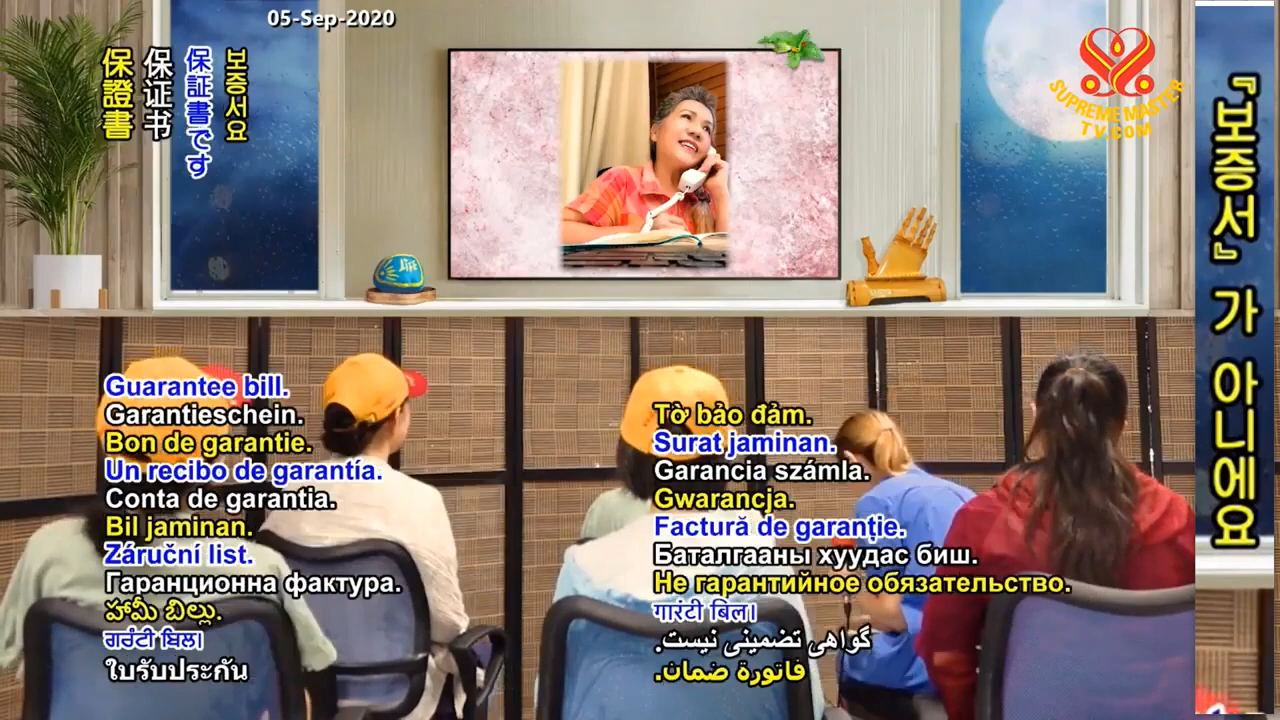 05-Sep-2020
保證書
保证书
保証書です
보증서요
SUPREME MASTER
TV.COM
『보증서』가 아니에요
LIFE
Guarantee bill.
Garantieschein.
Bon de garantie.
Un recibo de garantía.
Conta de garantia.
Bil jaminan.
Záruční list.
Гаранционна фактура.
హామీ బిల్లు.
ਗਰੰਟੀ ਬਿਲ।
ใบรับประกัน
Tờ bảo đảm.
Surat jaminan.
Garancia számla.
Gwarancja.
Factură de garanție.
Баталгааны хуудас биш.
Не гарантийное обязательство.
गारंटी बिल।
گواهی تضمینی نیست.
فاتورة ضمان.